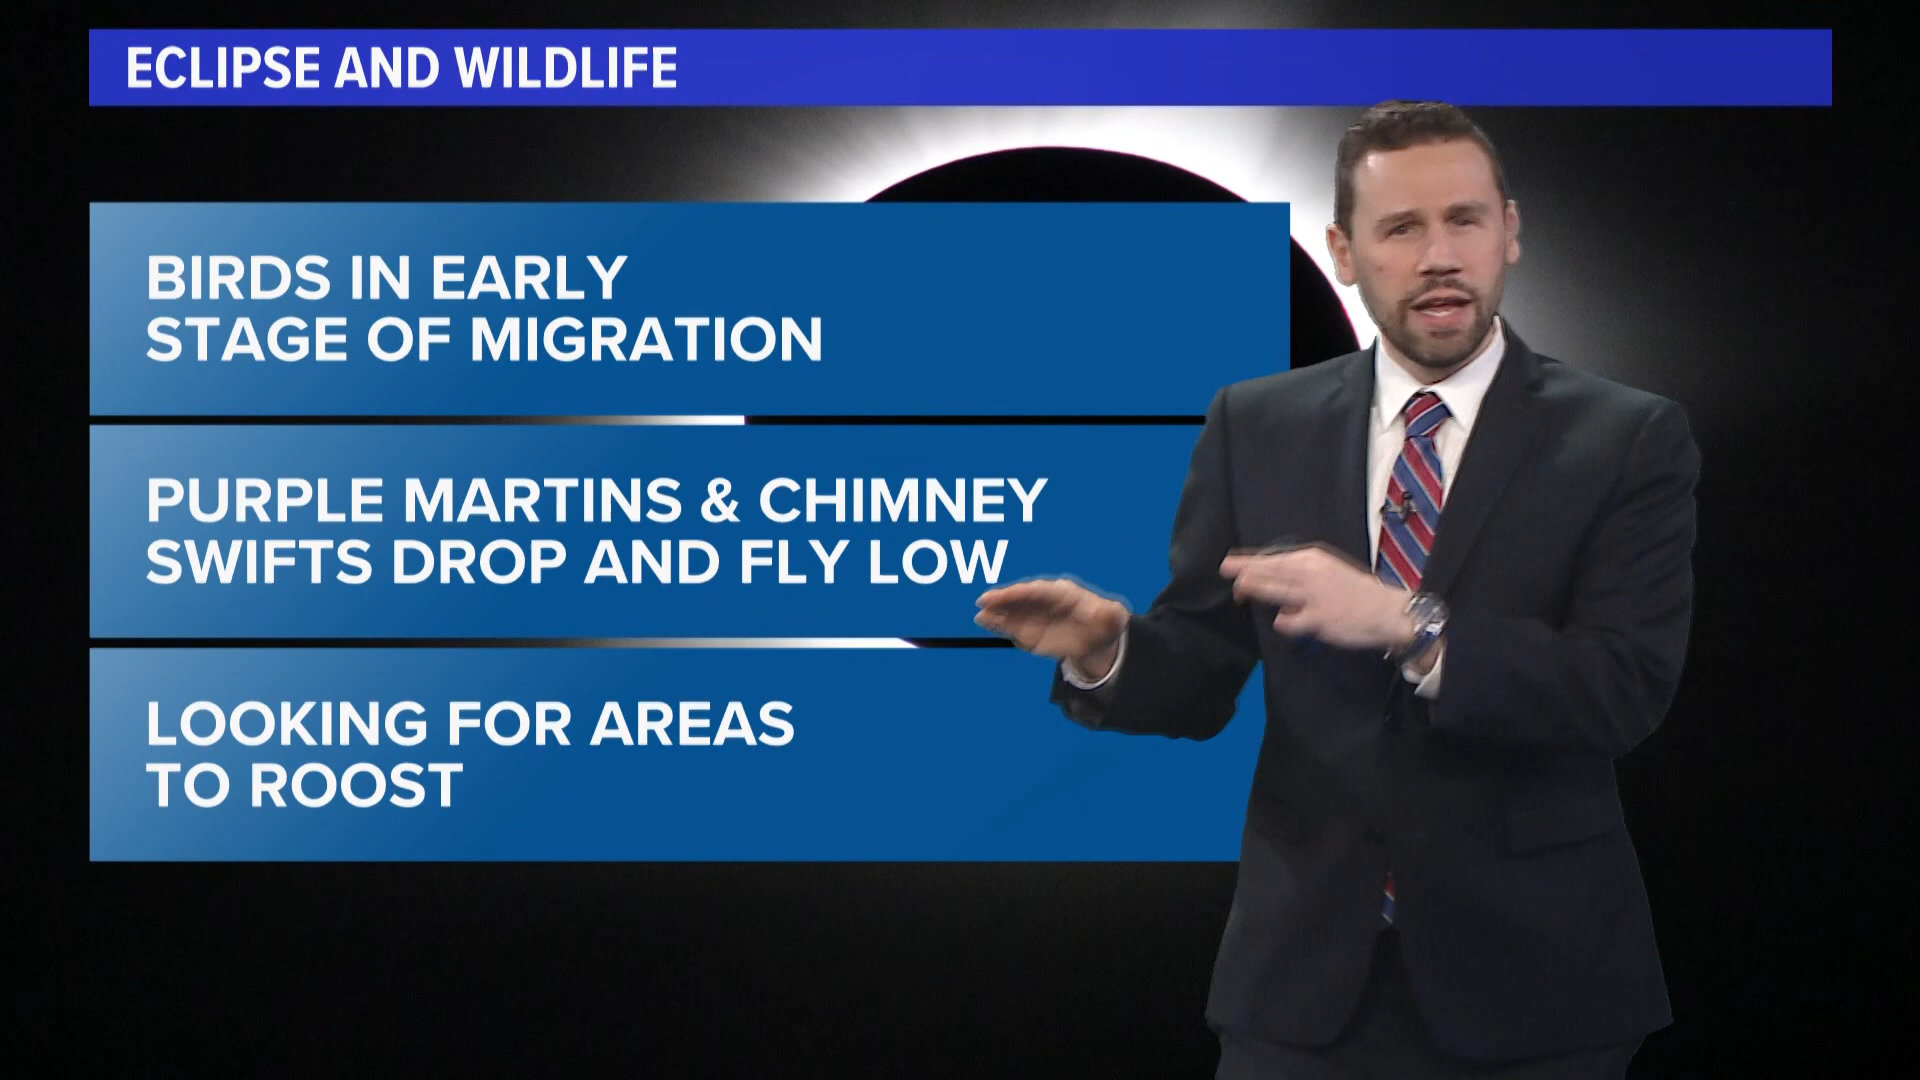 ECLIPSE AND WILDLIFE
BIRDS IN EARLY
STAGE OF MIGRATION
PURPLE MARTINS & CHIMNEY
SWIFTS DROP AND FLY LOW
LOOKING FOR AREAS
TO ROOST